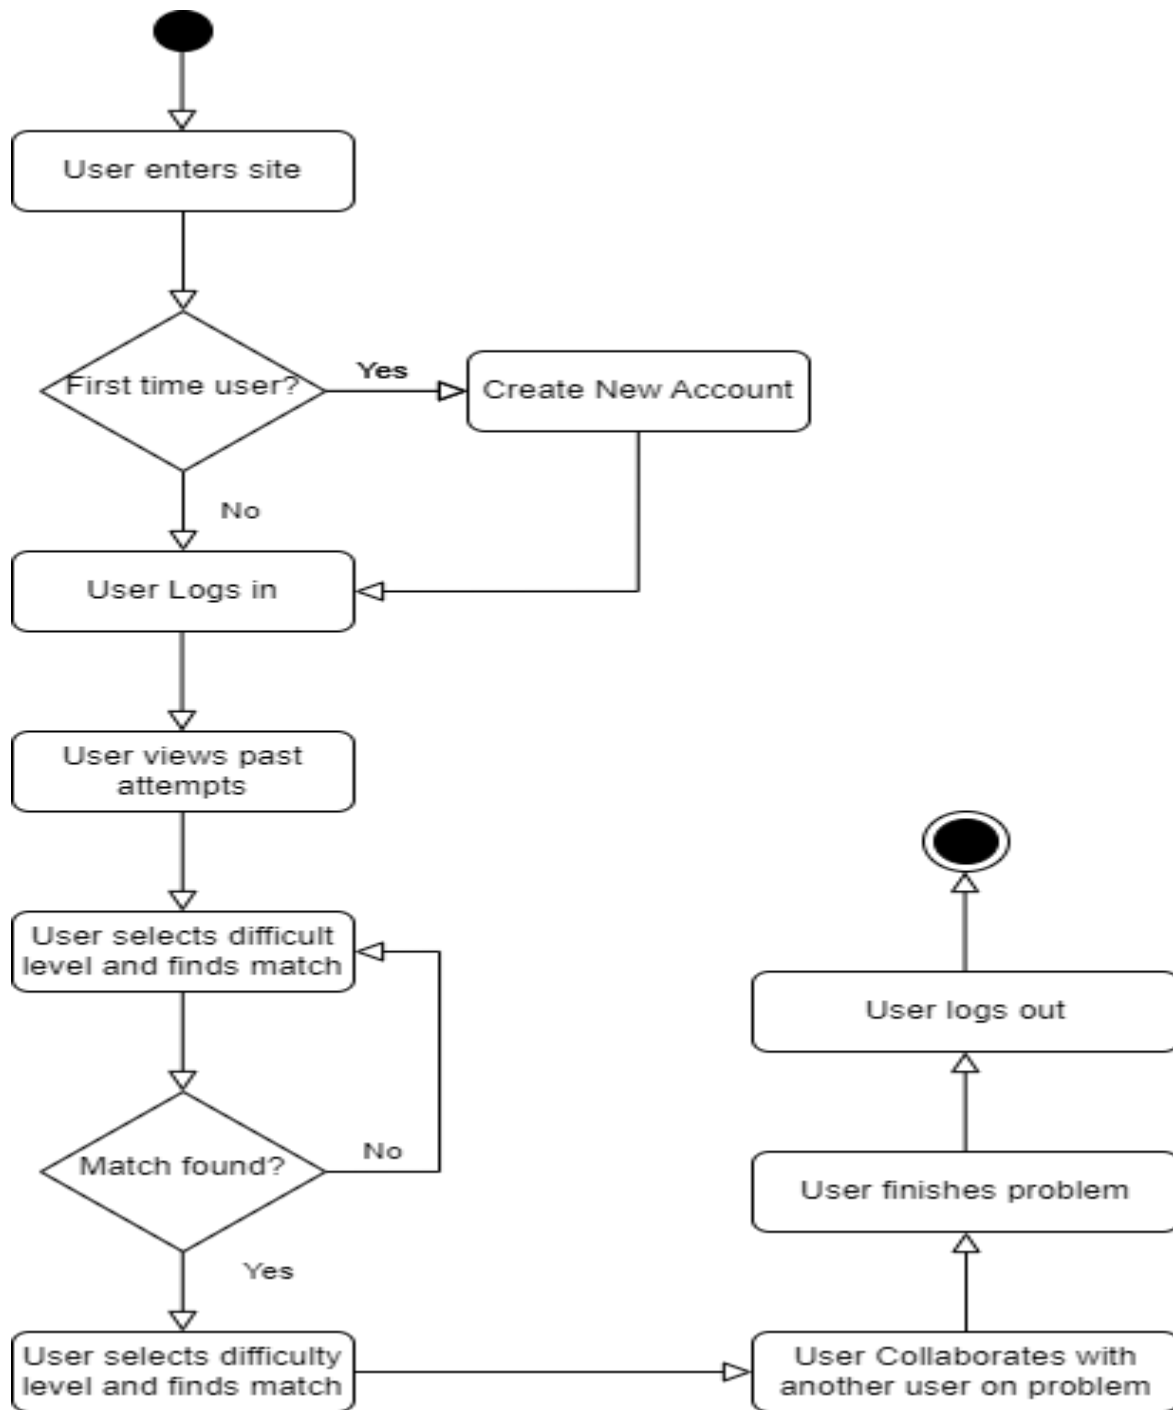 User enters site
First time user?
Yes
Create New Account
No
User Logs in
User views past
attempts
User selects difficult
level and finds match
Match found?
No
Yes
User selects difficulty
level and finds match
User Collaborates with
another user on problem
User finishes problem
User logs out